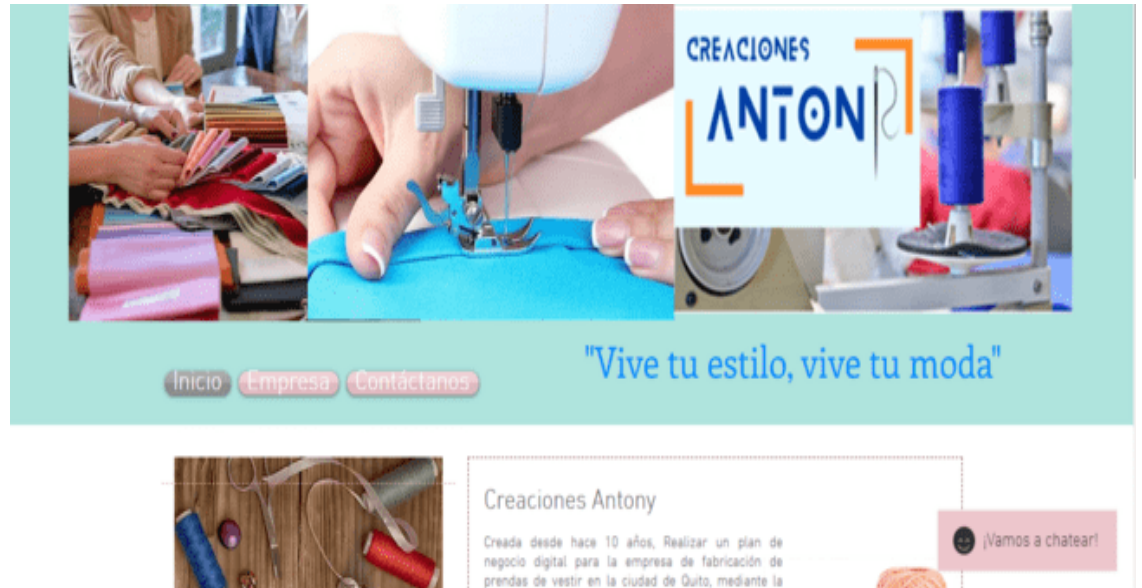 CREACIONES
ANTON
"Vive tu estilo, vive tu moda"
Inicio Empresa Contáctanos
Creaciones Antony
Creada desde hace 10 años, Realizar un plan de
negocio digital para la empresa de fabricación de
prendas de vestir en la ciudad de Quito, mediante la
¡Vamos a chatear!